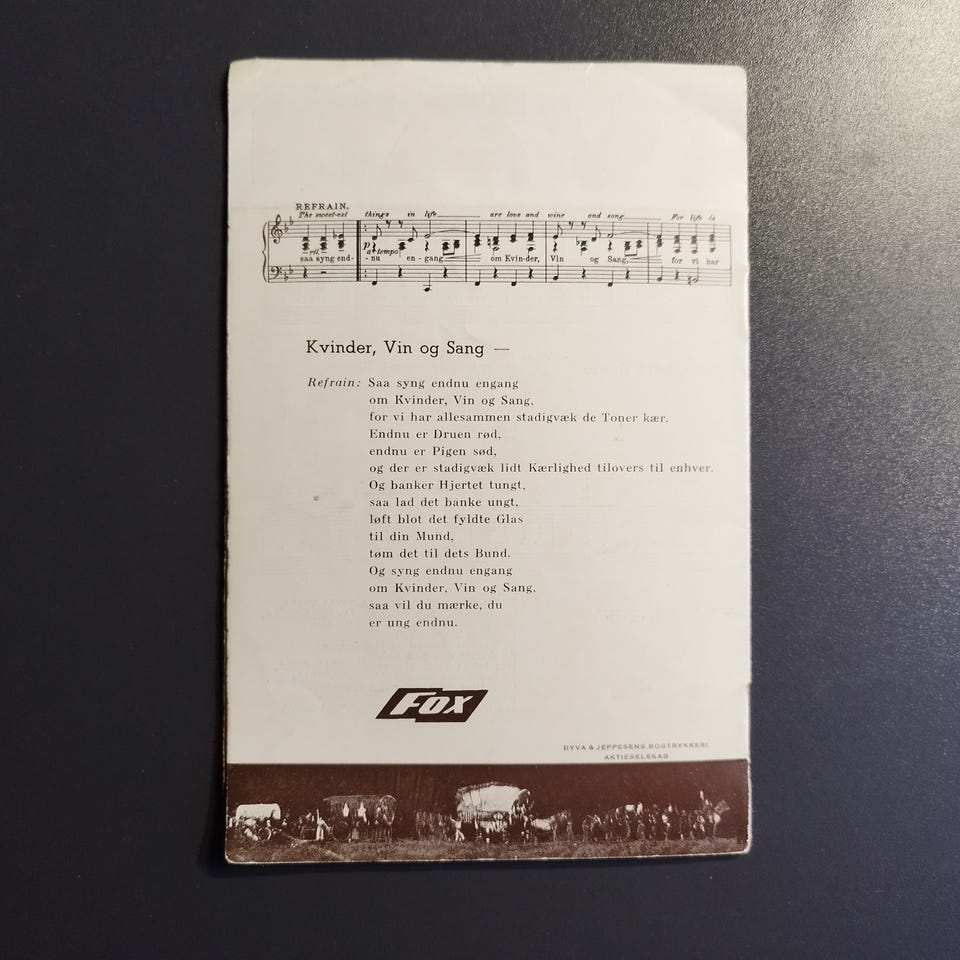 REFRAIN.
The sweet-est things in life are love and wine and song For life is
rit. p a tempo
saa syng end- -nu en-gang om Kvin-der, Vin og Sang, for vi har
Kvinder, Vin og Sang —
Refrain: Saa syng endnu engang
om Kvinder, Vin og Sang,
for vi har allesammen stadigvæk de Toner kær.
Endnu er Druen rød,
endnu er Pigen sød,
og der er stadigvæk lidt Kærlighed tilovers til enhver.
Og banker Hjertet tungt,
saa lad det banke ungt,
løft blot det fyldte Glas
til din Mund,
tøm det til dets Bund.
Og syng endnu engang
om Kvinder, Vin og Sang,
saa vil du mærke, du
er ung endnu.
FOX
DYVA & JEPPESENS BOGTRYKKERI
AKTIESELSKAB